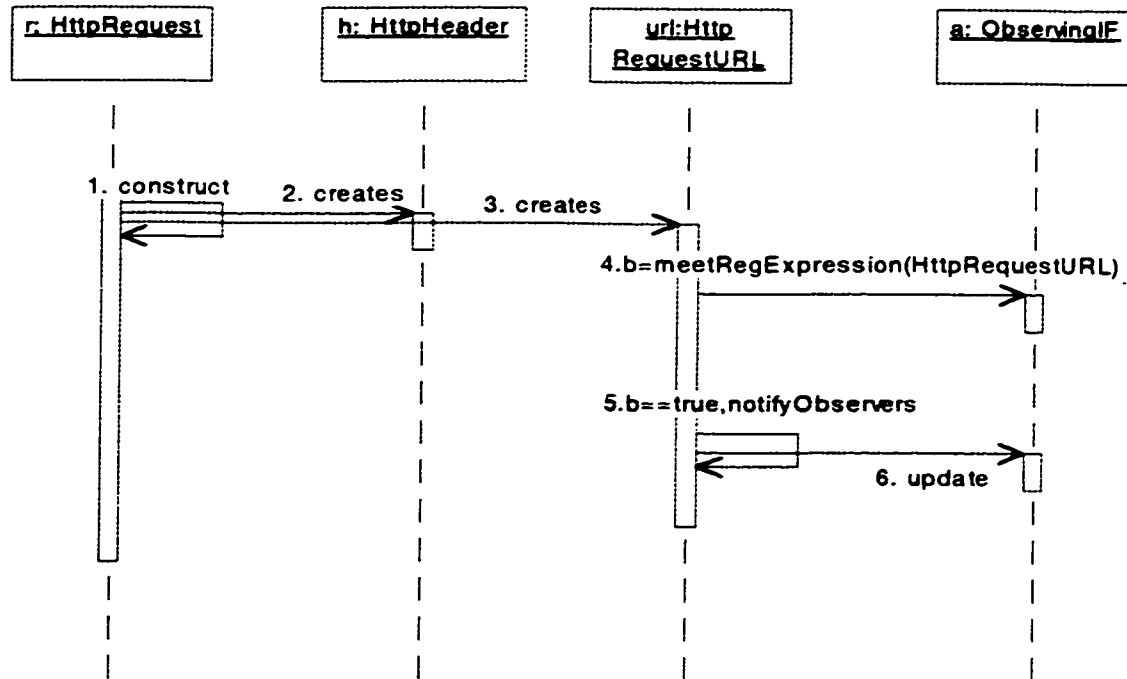 r: HttpRequest
h: HttpHeader
url:Http
RequestURL
a: ObservingIF
1. construct
2. creates
3. creates
4.b=meetRegExpression(HttpRequestURL)
5.b==true,notifyObservers
6. update